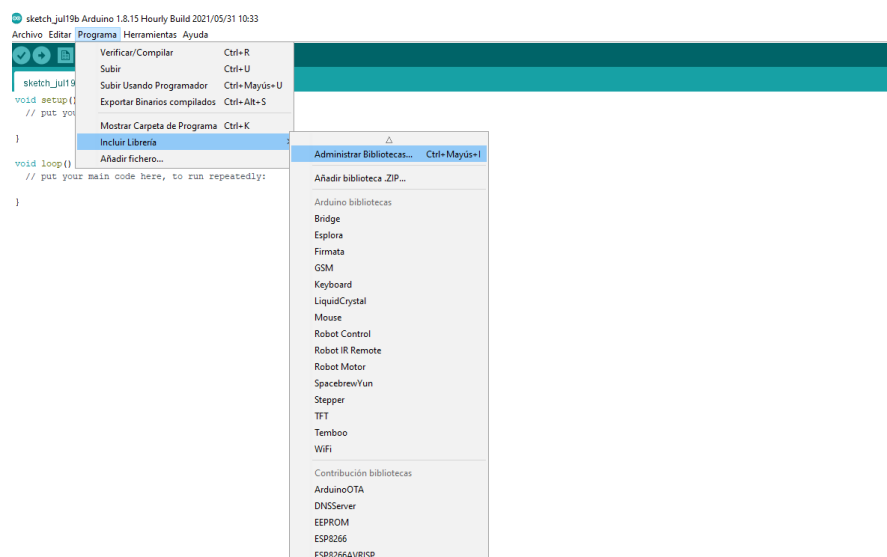 sketch_jul19b Arduino 1.8.15 Hourly Build 2021/05/31 10:33
Archivo Editar Programa Herramientas Ayuda
sketch_jul19
void setup()
// put you
}
void loop()
// put your main code here, to run repeatedly:
}
Verificar/Compilar Ctrl+R
Subir Ctrl+U
Subir Usando Programador Ctrl+Mayús+U
Exportar Binarios compilados Ctrl+Alt+S
Mostrar Carpeta de Programa Ctrl+K
Incluir Librería
Añadir fichero...
Administrar Bibliotecas... Ctrl+Mayús+I
Añadir biblioteca .ZIP...
Arduino bibliotecas
Bridge
Esplora
Firmata
GSM
Keyboard
LiquidCrystal
Mouse
Robot Control
Robot IR Remote
Robot Motor
SpacebrewYun
Stepper
TFT
Temboo
WiFi
Contribución bibliotecas
ArduinoOTA
DNSServer
EEPROM
ESP8266
ESP8266AVRISP